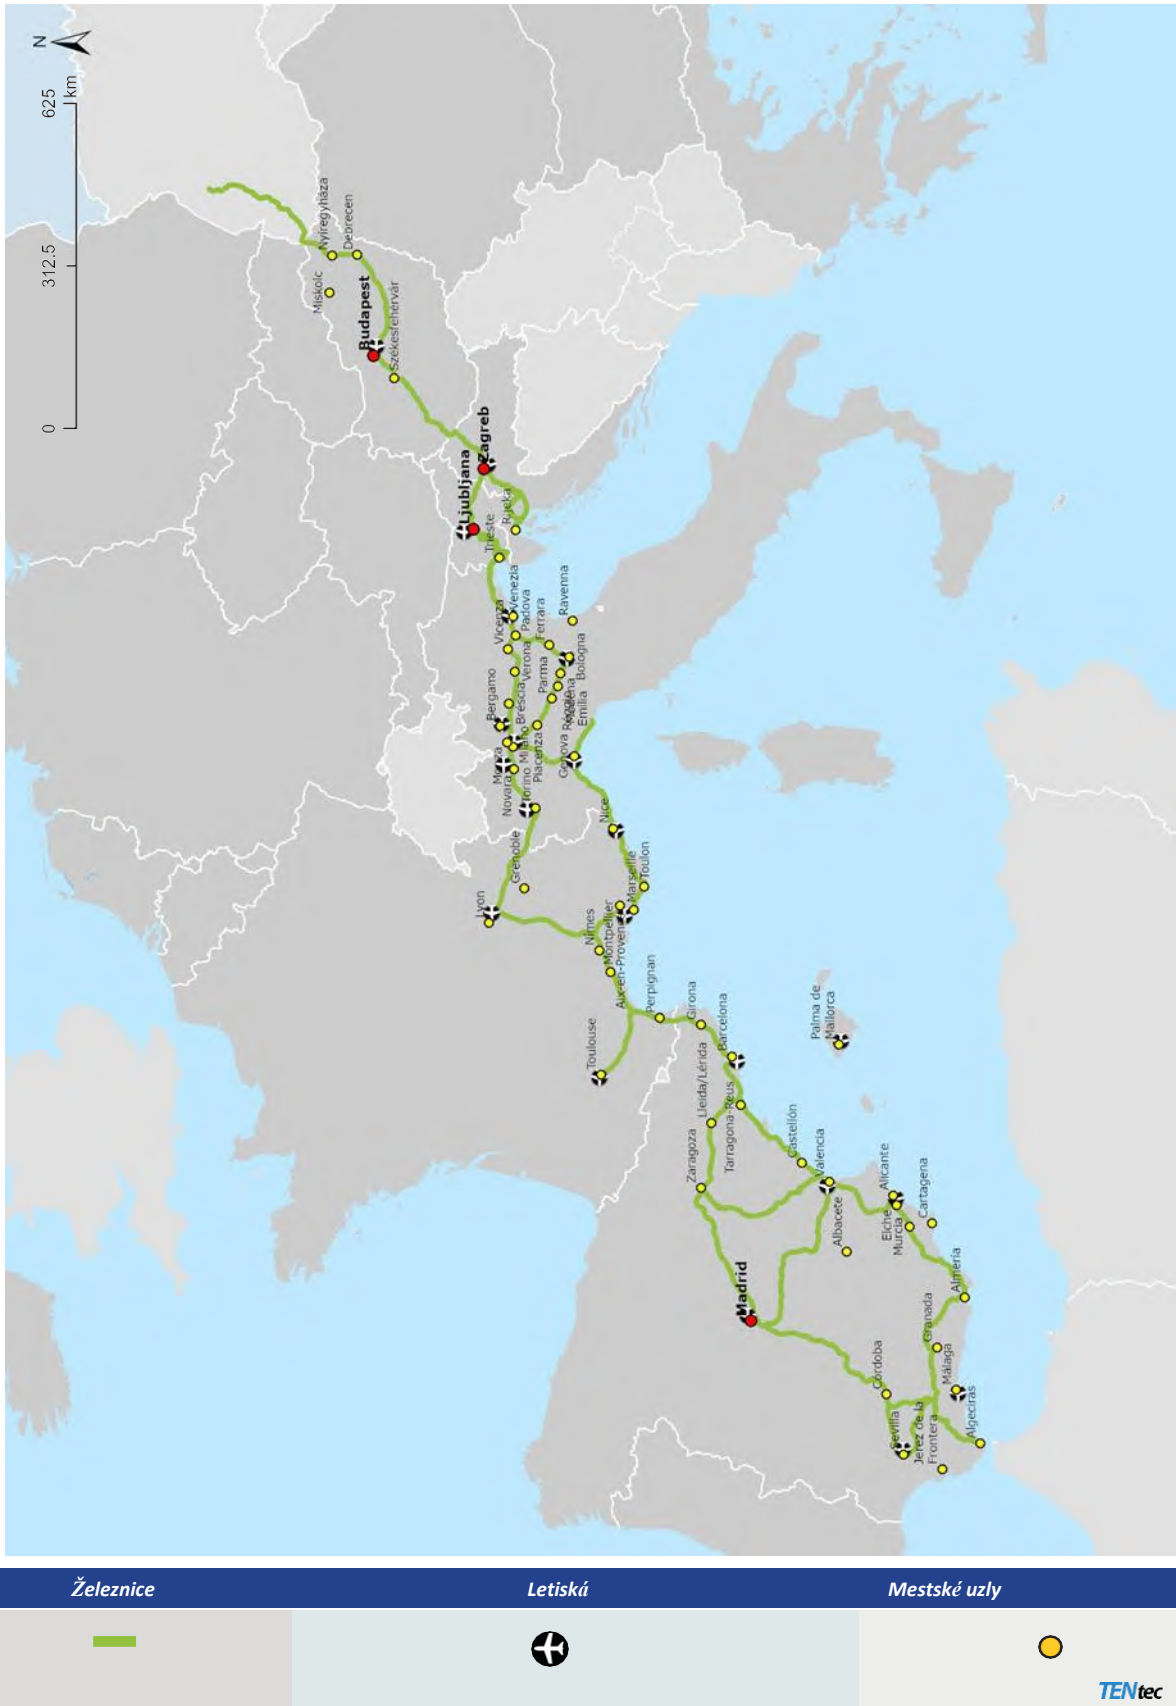 N
0
312.5
625
km
Nyíregyháza
Debrecen
Miskolc
Budapest
Székesfehérvár
Zagreb
Ljubljana
Rijeka
Trieste
Venezia
Padova
Vicenza
Verona
Ferrara
Ravenna
Bologna
Parma
Reggio
Emilia
Bergamo
Brescia
Milano
Piacenza
Novara
Torino
Genova
Nice
Grenoble
Lyon
Marseille
Toulon
Nîmes
Montpellier
Aix-en-Provence
Perpignan
Toulouse
Girona
Barcelona
Lleida/Lérida
Tarragona-Reus
Zaragoza
Castellón
Valencia
Palma de
Mallorca
Albacete
Alicante
Elche
Murcia
Cartagena
Madrid
Almería
Granada
Málaga
Córdoba
Sevilla
Jerez de la
Frontera
Algeciras
Železnice
Letiská
Mestské uzly
TENtec